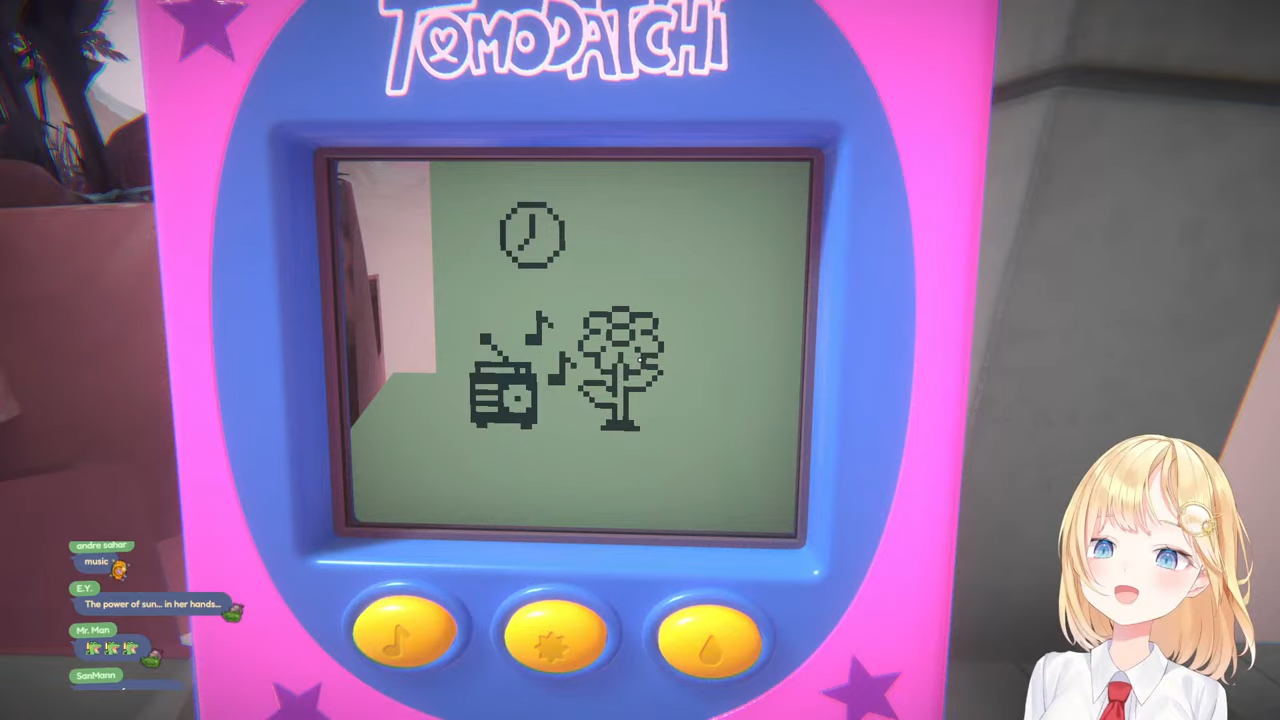 TOMODATCHI
andre sahar
music
E.Y.
The power of sun... in her hands...
Mr. Man
SanMann